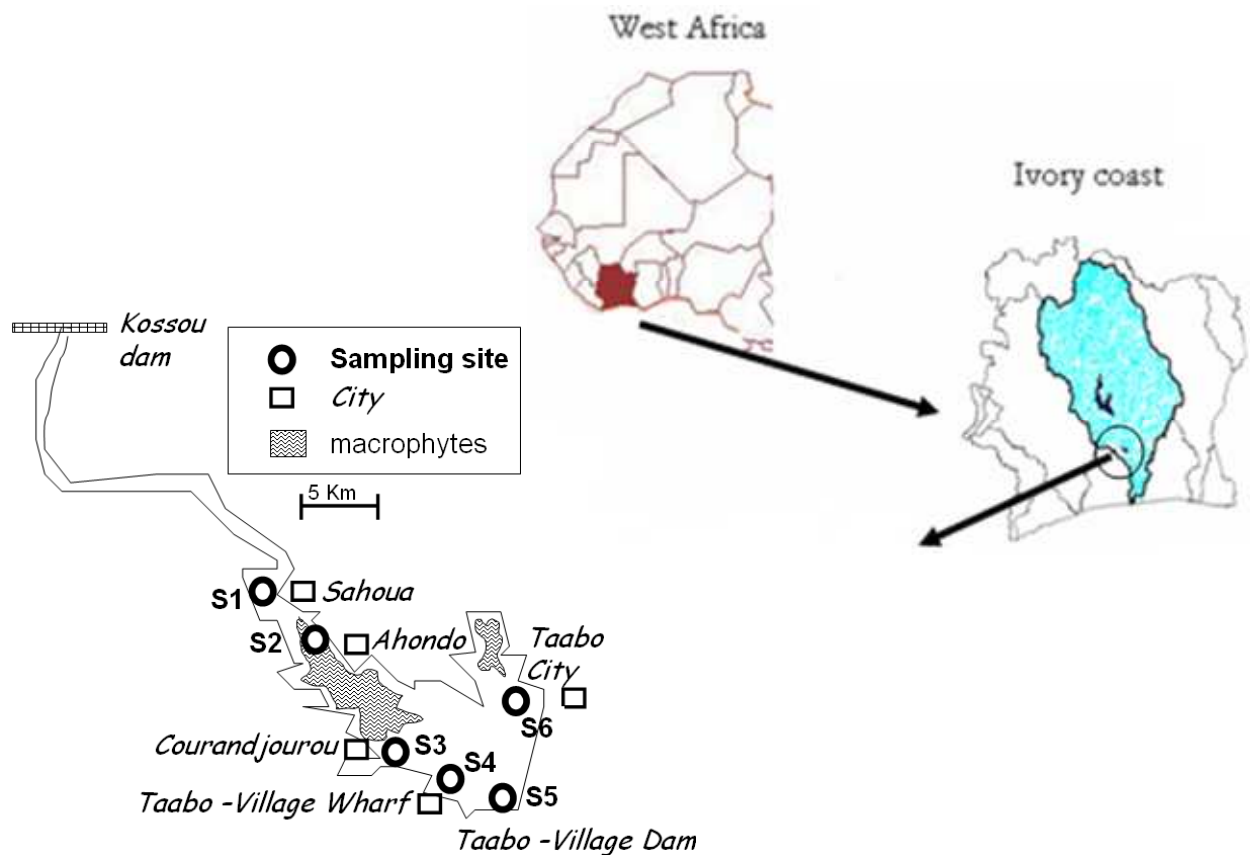 West Africa
Ivory coast
Kossou
dam
Sampling site
City
macrophytes
5 Km
S1
Sahoua
S2
Ahondo
Taabo
City
S6
Courandjourou
S3
S4
Taabo -Village Wharf
S5
Taabo -Village Dam